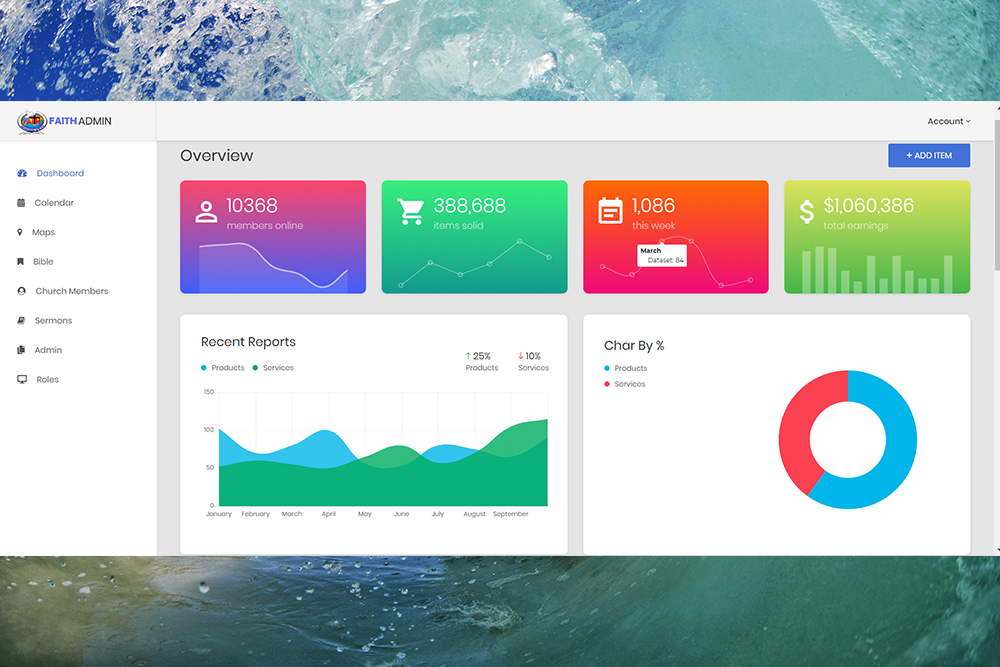 FAITH ADMIN
Account
Dashboard
Calendar
Maps
Bible
Church Members
Sermons
Admin
Roles
Overview
+ ADD ITEM
10368
members online
388,688
items solid
1,086
this week
March
Dataset: 84
$1,060,386
total earnings
Recent Reports
Products
Services
25%
Products
10%
Services
150
100
50
0
January February March April May June July August September
Char By %
Products
Services